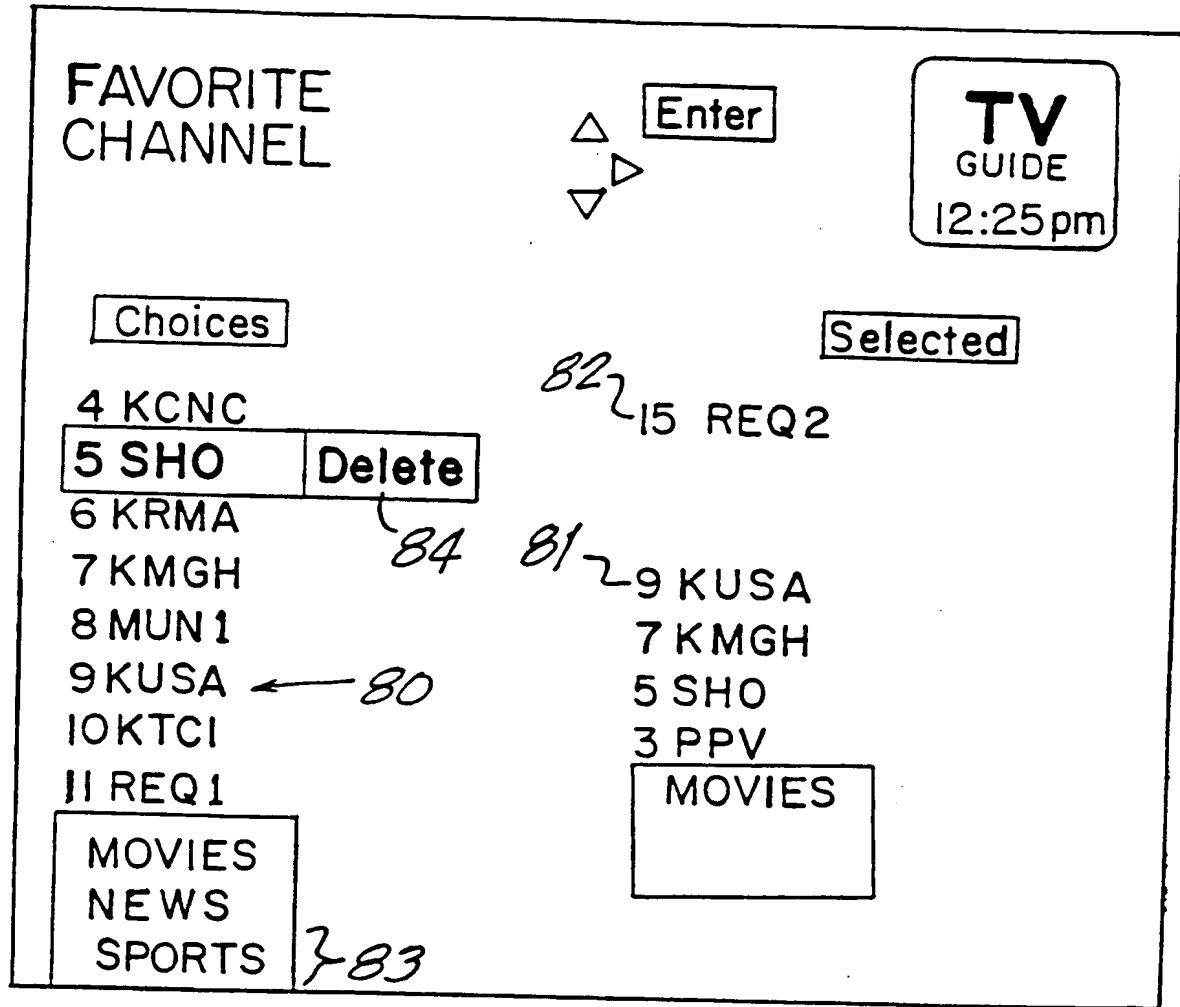 FAVORITE
CHANNEL
Enter
TV
GUIDE
12:25pm
Choices
4 KCNC
5 SHO Delete
6 KRMA
84
7 KMGH
8 MUN1
9 KUSA
80
10 KTCI
11 REQ1
MOVIES
NEWS
SPORTS
83
Selected
82
15 REQ2
81
9 KUSA
7 KMGH
5 SHO
3 PPV
MOVIES